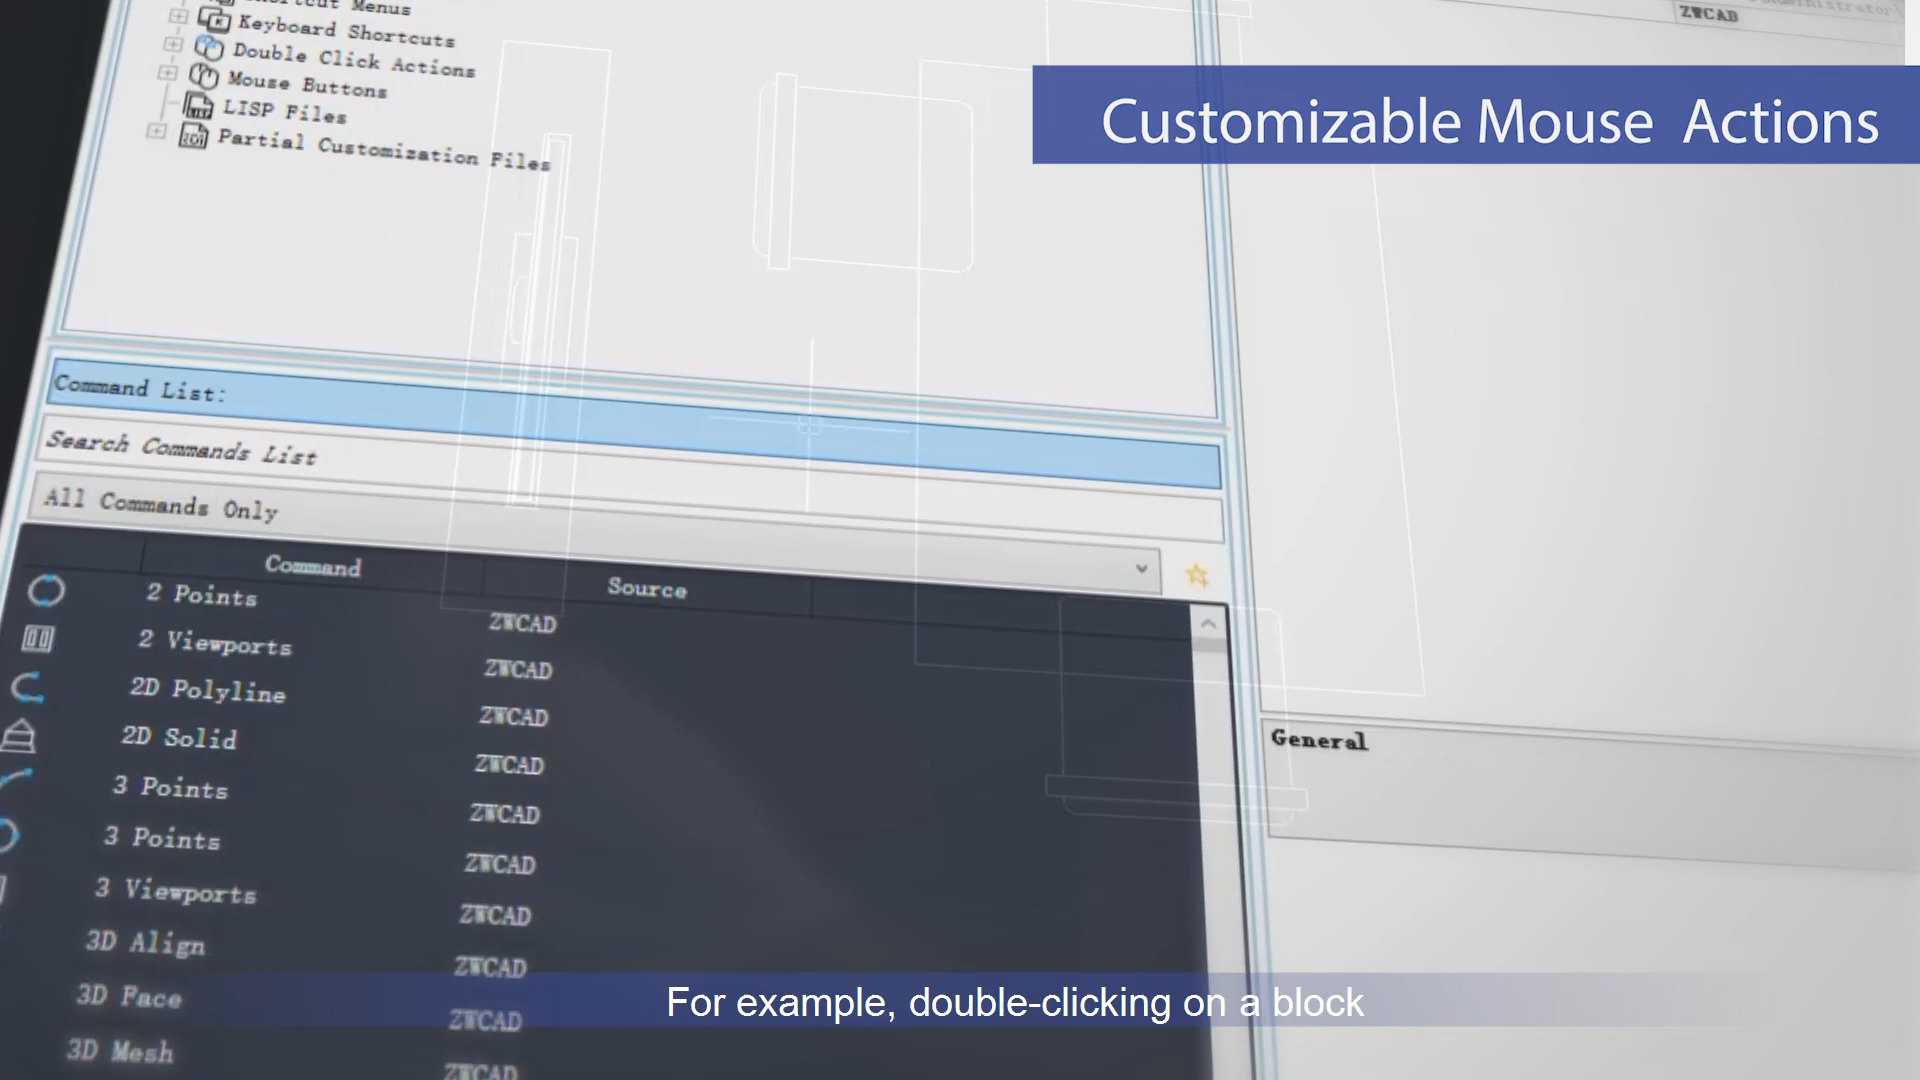 Shortcut Menus
Keyboard Shortcuts
Double Click Actions
Mouse Buttons
LISP Files
Partial Customization Files
ZWCAD
Customizable Mouse Actions
Command List:
Search Commands List
All Commands Only
Command Source
2 Points ZWCAD
2 Viewports ZWCAD
2D Polyline ZWCAD
2D Solid ZWCAD
3 Points ZWCAD
3 Points ZWCAD
3 Viewports ZWCAD
3D Align ZWCAD
3D Face ZWCAD
3D Mesh ZWCAD
General
For example, double-clicking on a block